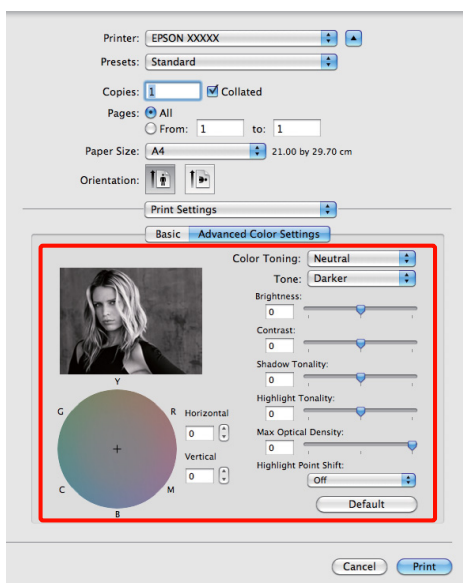 Printer: EPSON XXXXX
Presets: Standard
Copies: 1 Collated
Pages: All
From: 1 to: 1
Paper Size: A4 21.00 by 29.70 cm
Orientation:
Print Settings
Basic Advanced Color Settings
Color Toning: Neutral
Tone: Darker
Brightness:
0
Contrast:
0
Shadow Tonality:
0
Highlight Tonality:
0
Max Optical Density:
0
Highlight Point Shift:
Off
Default
Y
G R
C M
B
Horizontal
0
Vertical
0
Cancel Print